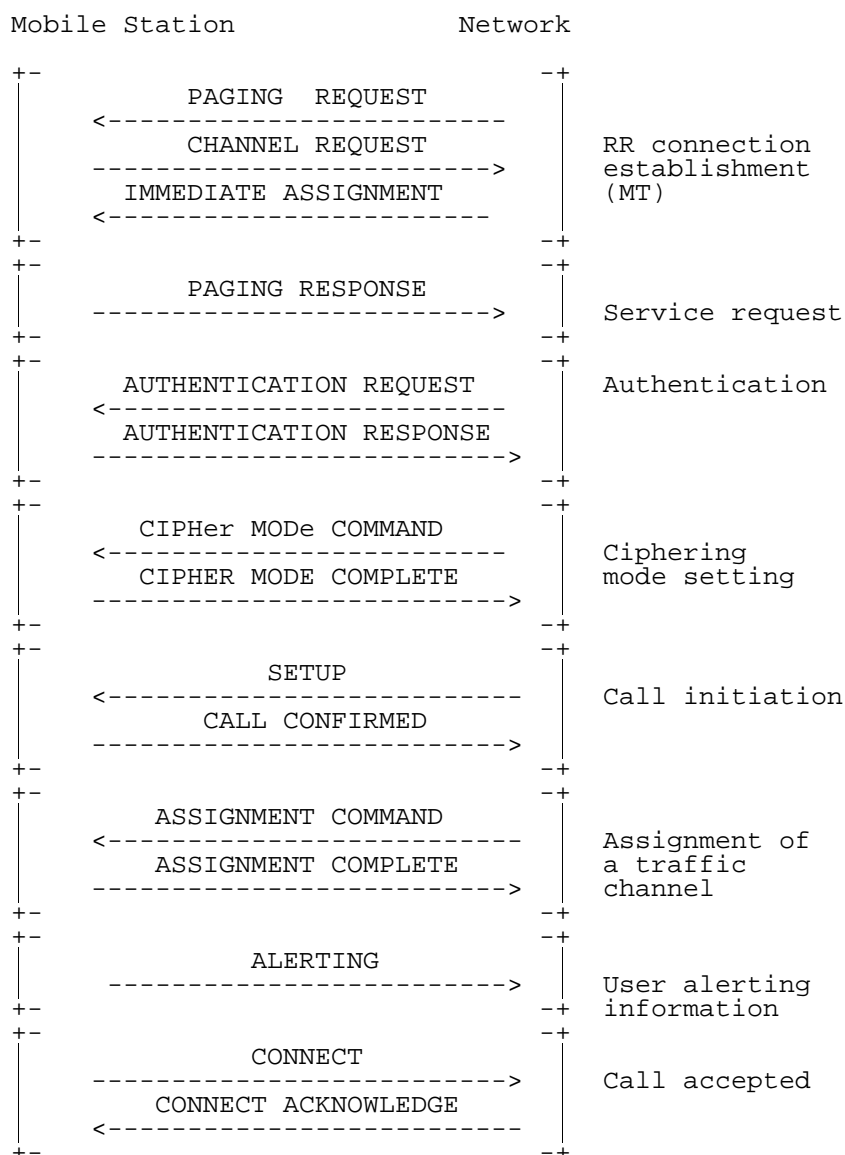 Mobile Station Network
+- -+
PAGING  REQUEST
<--------------------------
CHANNEL REQUEST RR connection
-------------------------> establishment
IMMEDIATE ASSIGNMENT (MT)
<-------------------------
+- -+
+- -+
PAGING RESPONSE
-------------------------> Service request
+- -+
+- -+
AUTHENTICATION REQUEST Authentication
<--------------------------
AUTHENTICATION RESPONSE
-------------------------->
+- -+
+- -+
CIPHer MODe COMMAND
<-------------------------- Ciphering
CIPHER MODE COMPLETE mode setting
-------------------------->
+- -+
+- -+
SETUP
<--------------------------- Call initiation
CALL CONFIRMED
-------------------------->
+- -+
+- -+
ASSIGNMENT COMMAND
<--------------------------- Assignment of
ASSIGNMENT COMPLETE a traffic
--------------------------> channel
+- -+
+- -+
ALERTING
-------------------------> User alerting
+- -+ information
+- -+
CONNECT
--------------------------> Call accepted
CONNECT ACKNOWLEDGE
<---------------------------
+- -+